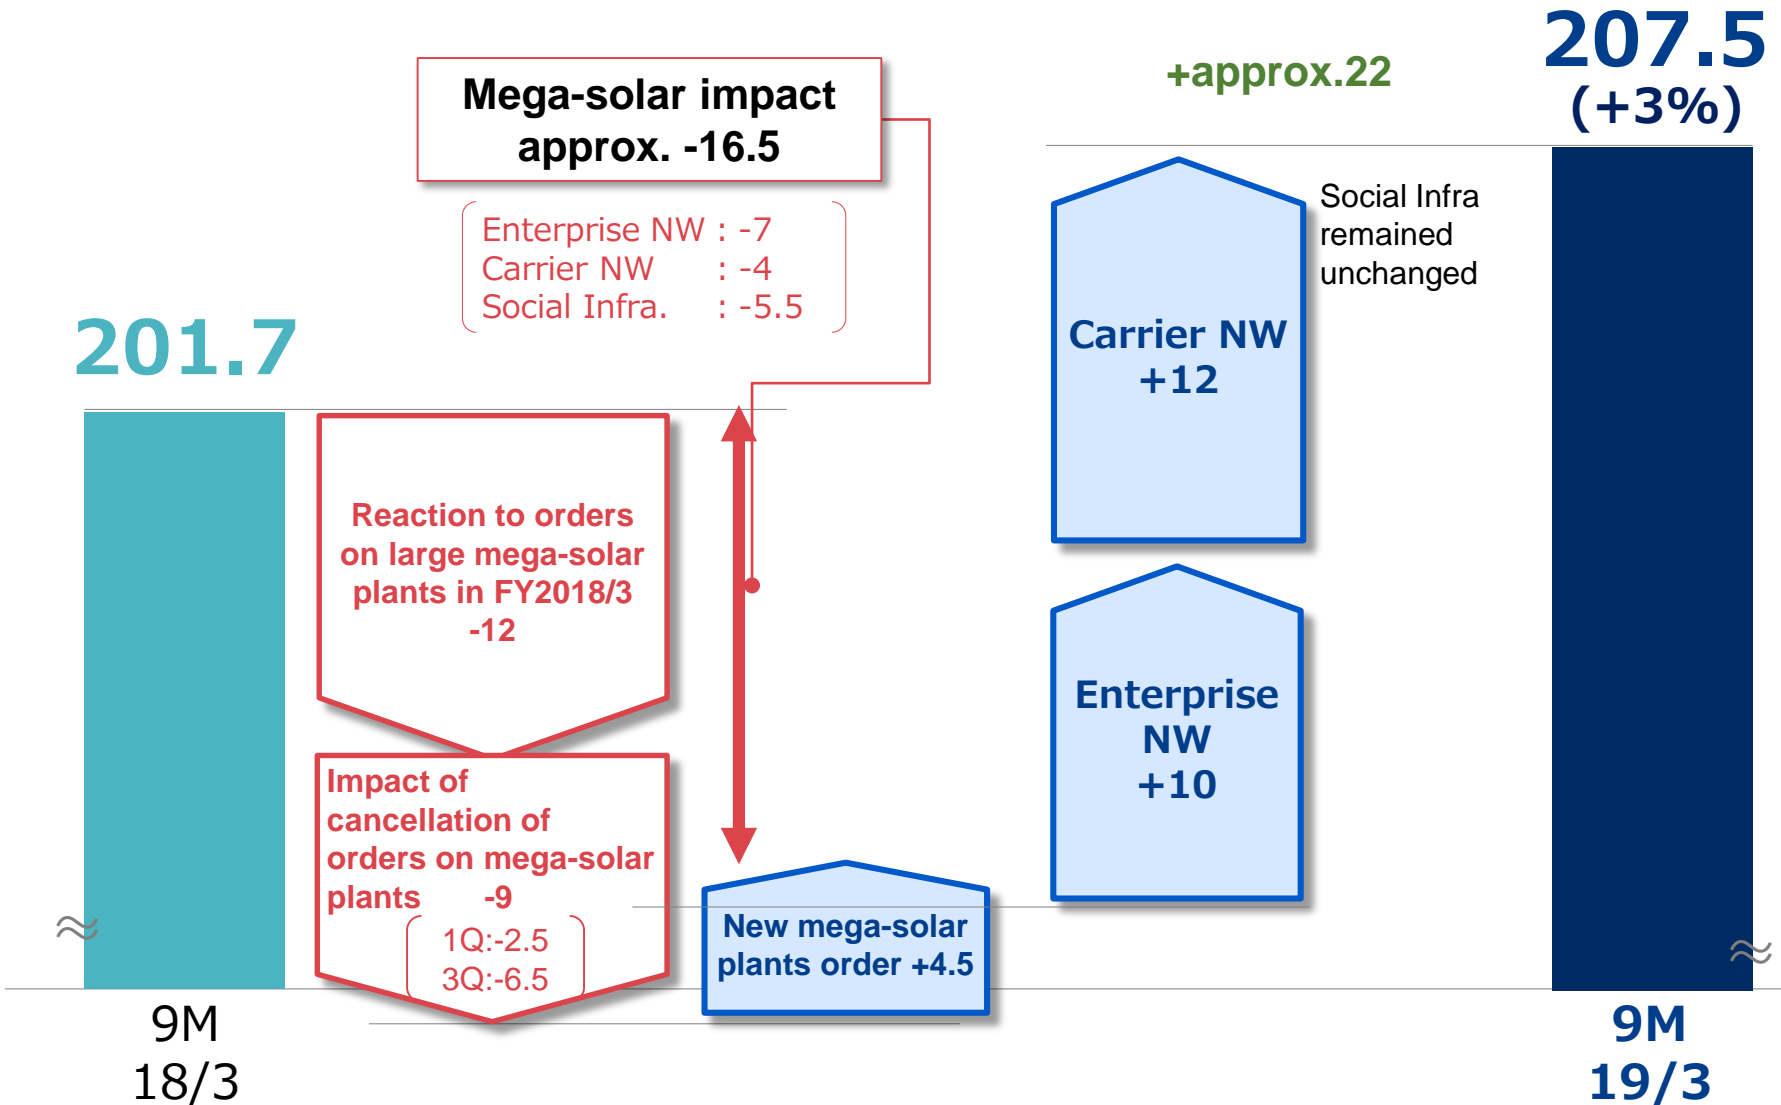 207.5
(+3%)
+approx.22
Mega-solar impact
approx. -16.5
Enterprise NW : -7
Carrier NW : -4
Social Infra. : -5.5
Social Infra
remained
unchanged
201.7
Carrier NW
+12
Reaction to orders
on large mega-solar
plants in FY2018/3
-12
Enterprise
NW
+10
Impact of
cancellation of
orders on mega-solar
plants -9
1Q:-2.5
3Q:-6.5
New mega-solar
plants order +4.5
9M
18/3
9M
19/3